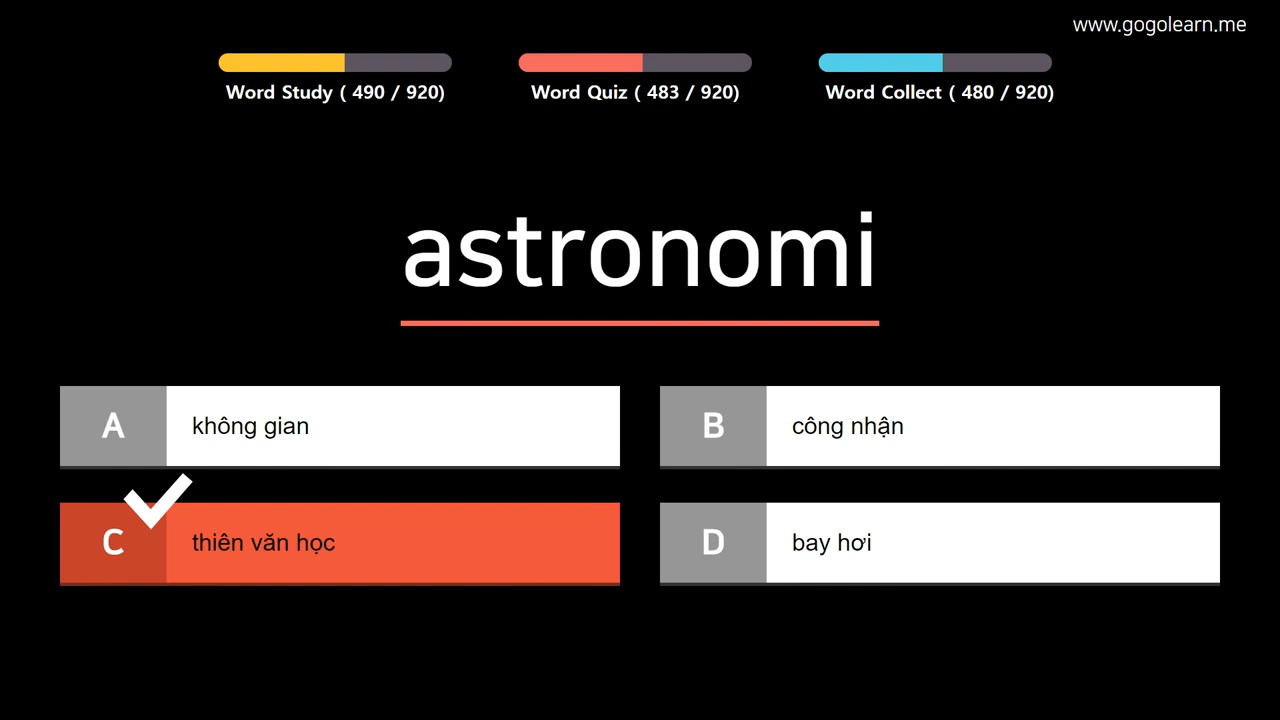 www.gogolearn.me
Word Study ( 490 / 920)
Word Quiz ( 483 / 920)
Word Collect ( 480 / 920)
astronomi
A không gian
B công nhận
C thiên văn học
D bay hơi